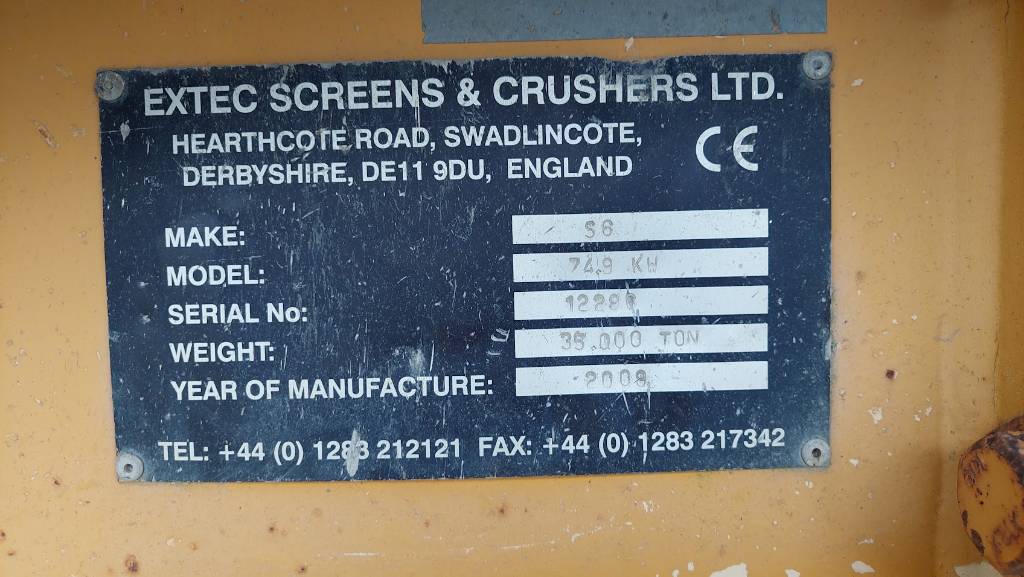 EXTEC SCREENS & CRUSHERS LTD.
HEARTHCOTE ROAD, SWADLINCOTE,
DERBYSHIRE, DE11 9DU, ENGLAND
CE
MAKE: S6
MODEL: 74.9 KW
SERIAL No:
WEIGHT: 35.000 TON
YEAR OF MANUFACTURE: 2008
TEL: +44 (0) 1283 212121 FAX: +44 (0) 1283 217342